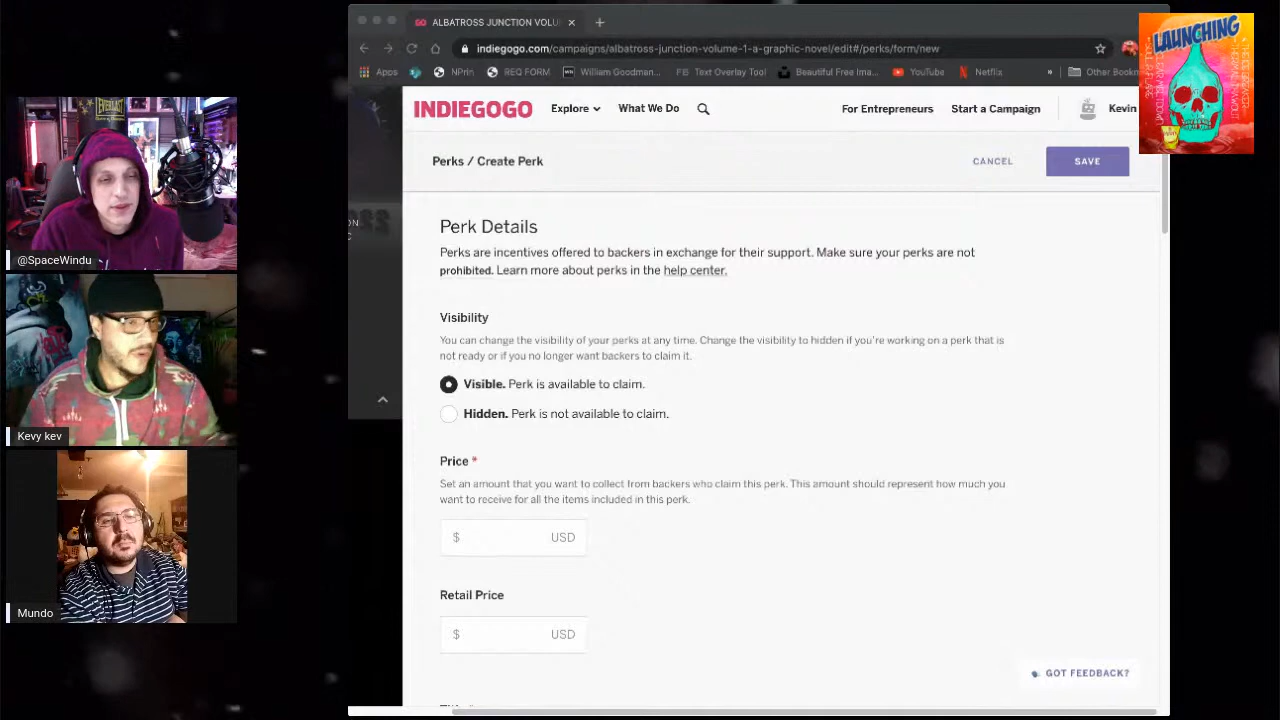 ALBATROSS JUNCTION VOLU
indiegogo.com/campaigns/albatross-junction-volume-1-a-graphic-novel/edit#/perks/form/new
Apps
NPrin
REQ FORM
William Goodman...
Text Overlay Tool
Beautiful Free Ima...
YouTube
Netflix
»
Other Bookm
LAUNCHING
INDIEGOGO
Explore
What We Do
For Entrepreneurs
Start a Campaign
Kevin
Perks / Create Perk
CANCEL
SAVE
EVERLAST
@SpaceWindu
Kevy kev
Mundo
Perk Details
Perks are incentives offered to backers in exchange for their support. Make sure your perks are not
prohibited. Learn more about perks in the help center.
Visibility
You can change the visibility of your perks at any time. Change the visibility to hidden if you're working on a perk that is
not ready or if you no longer want backers to claim it.
Visible. Perk is available to claim.
Hidden. Perk is not available to claim.
Price *
Set an amount that you want to collect from backers who claim this perk. This amount should represent how much you
want to receive for all the items included in this perk.
$ USD
Retail Price
$ USD
GOT FEEDBACK?